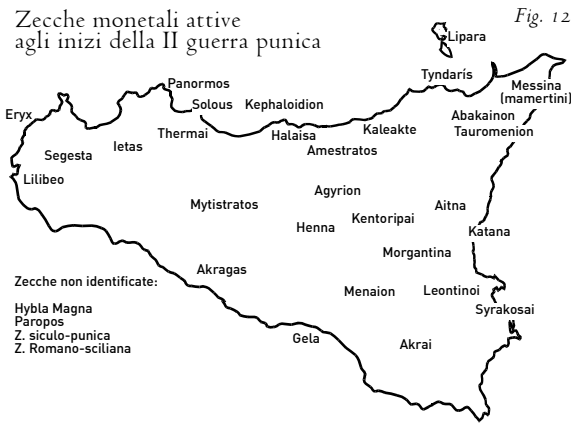 Zecche monetali attive
agli inizi della II guerra punica
Fig. 12
Lipara
Tyndarís
Messina
(mamertini)
Panormos
Solous
Kephaloidion
Eryx
Abakainon
Tauromenion
Thermai
Halaisa
Kaleakte
Ietas
Amestratos
Segesta
Lilibeo
Agyrion
Mytistratos
Aitna
Kentoripai
Henna
Katana
Morgantina
Akragas
Zecche non identificate:
Menaion
Leontinoi
Hybla Magna
Paropos
Z. siculo-punica
Z. Romano-sciliana
Syrakosai
Gela
Akrai